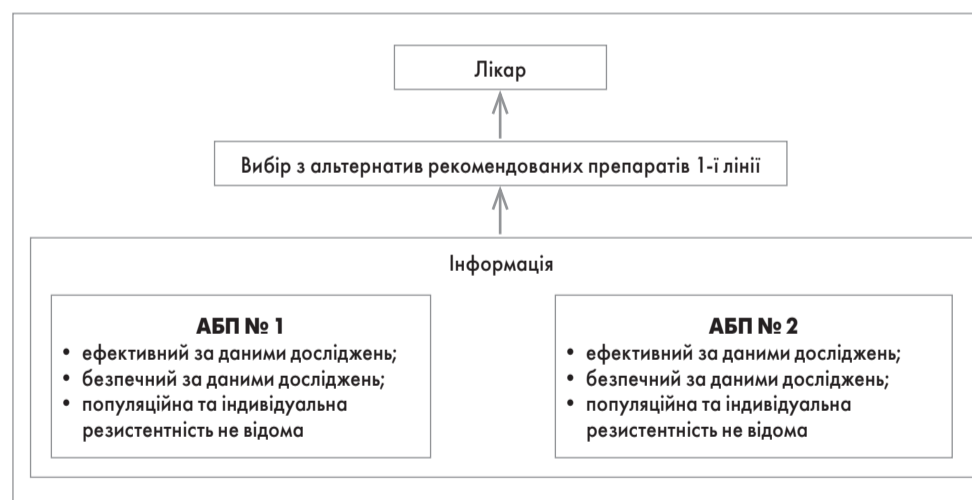 Лікар
Вибір з альтернатив рекомендованих препаратів 1-ї лінії
Інформація
АБП № 1
• ефективний за даними досліджень;
• безпечний за даними досліджень;
• популяційна та індивідуальна
резистентність не відома
АБП № 2
• ефективний за даними досліджень;
• безпечний за даними досліджень;
• популяційна та індивідуальна
резистентність не відома